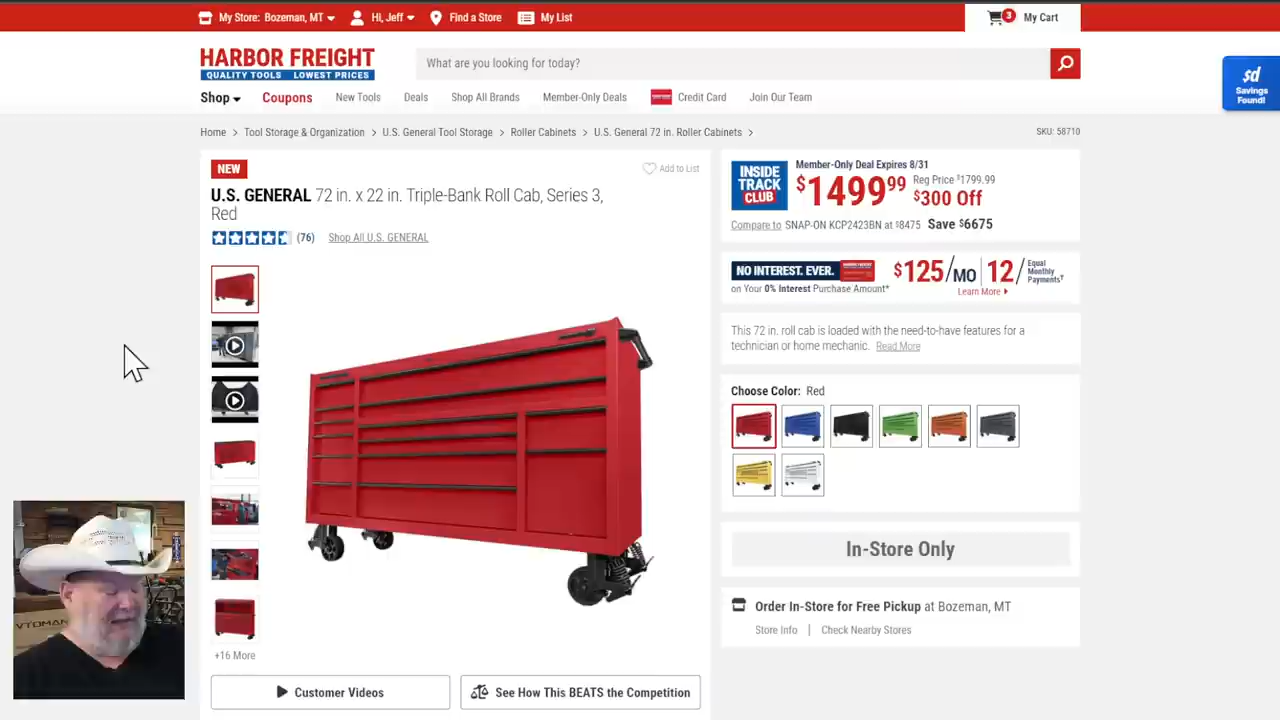 My Store: Bozeman, MT
Hi, Jeff
Find a Store
My List
3
My Cart
HARBOR FREIGHT
QUALITY TOOLS LOWEST PRICES
What are you looking for today?
$d
Savings
Found!
Shop
Coupons
New Tools
Deals
Shop All Brands
Member-Only Deals
Credit Card
Join Our Team
Home > Tool Storage & Organization > U.S. General Tool Storage > Roller Cabinets > U.S. General 72 in. Roller Cabinets >
SKU: 58710
NEW
Add to List
U.S. GENERAL 72 in. x 22 in. Triple-Bank Roll Cab, Series 3,
Red
(76)
Shop All U.S. GENERAL
+16 More
Customer Videos
See How This BEATS the Competition
INSIDE
TRACK
CLUB
Member-Only Deal Expires 8/31
$1499 99
Reg Price $1799.99
$300 Off
Compare to SNAP-ON KCP2423BN at $8475 Save $6675
NO INTEREST. EVER.
on Your 0% Interest Purchase Amount*
$125/MO
12/
Equal
Monthly
Payments†
Learn More
This 72 in. roll cab is loaded with the need-to-have features for a
technician or home mechanic. Read More
Choose Color: Red
In-Store Only
Order In-Store for Free Pickup at Bozeman, MT
Store Info | Check Nearby Stores
VTOMAN